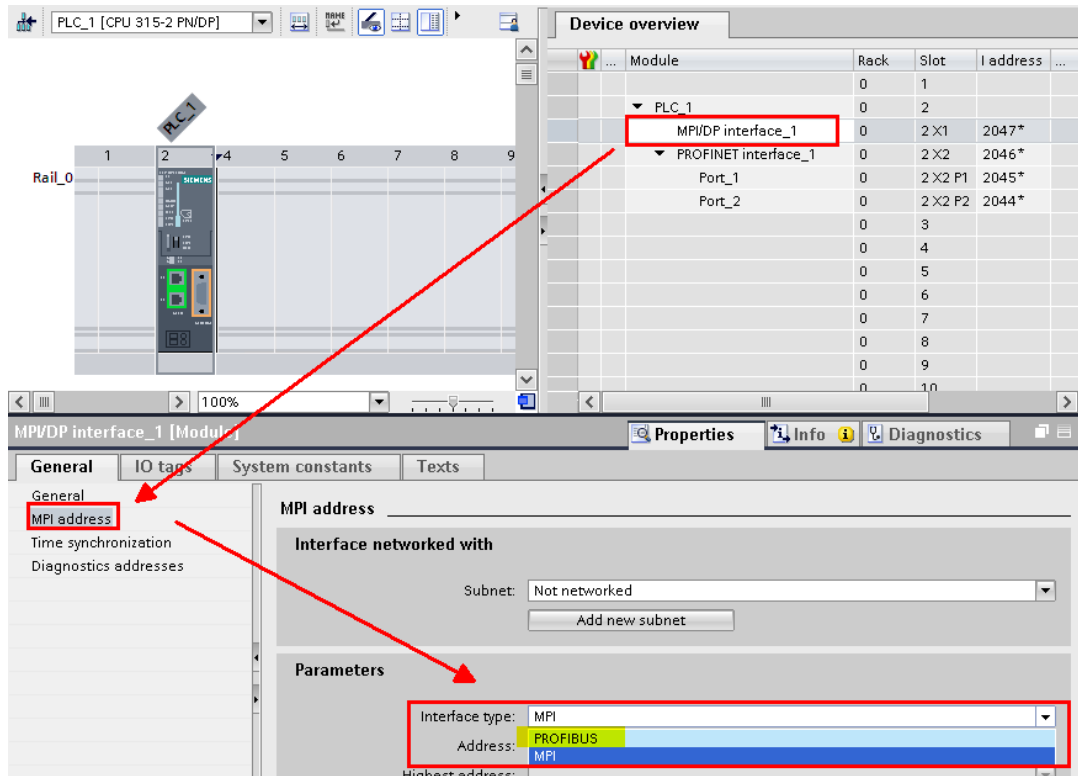 PLC_1 [CPU 315-2 PN/DP]
NAME
Device overview
... Module Rack Slot I address ...
0 1
PLC_1 0 2
MPI/DP interface_1 0 2 X1 2047*
PROFINET interface_1 0 2 X2 2046*
Port_1 0 2 X2 P1 2045*
Port_2 0 2 X2 P2 2044*
0 3
0 4
0 5
0 6
0 7
0 8
0 9
0 10
PLC_1
1 2 4 5 6 7 8 9
Rail_0
SIEMENS
100%
MPI/DP interface_1 [Module]
Properties Info Diagnostics
General IO tags System constants Texts
General
MPI address
Time synchronization
Diagnostics addresses
MPI address
Interface networked with
Subnet: Not networked
Add new subnet
Parameters
Interface type: MPI
Address: PROFIBUS
MPI
Highest address: